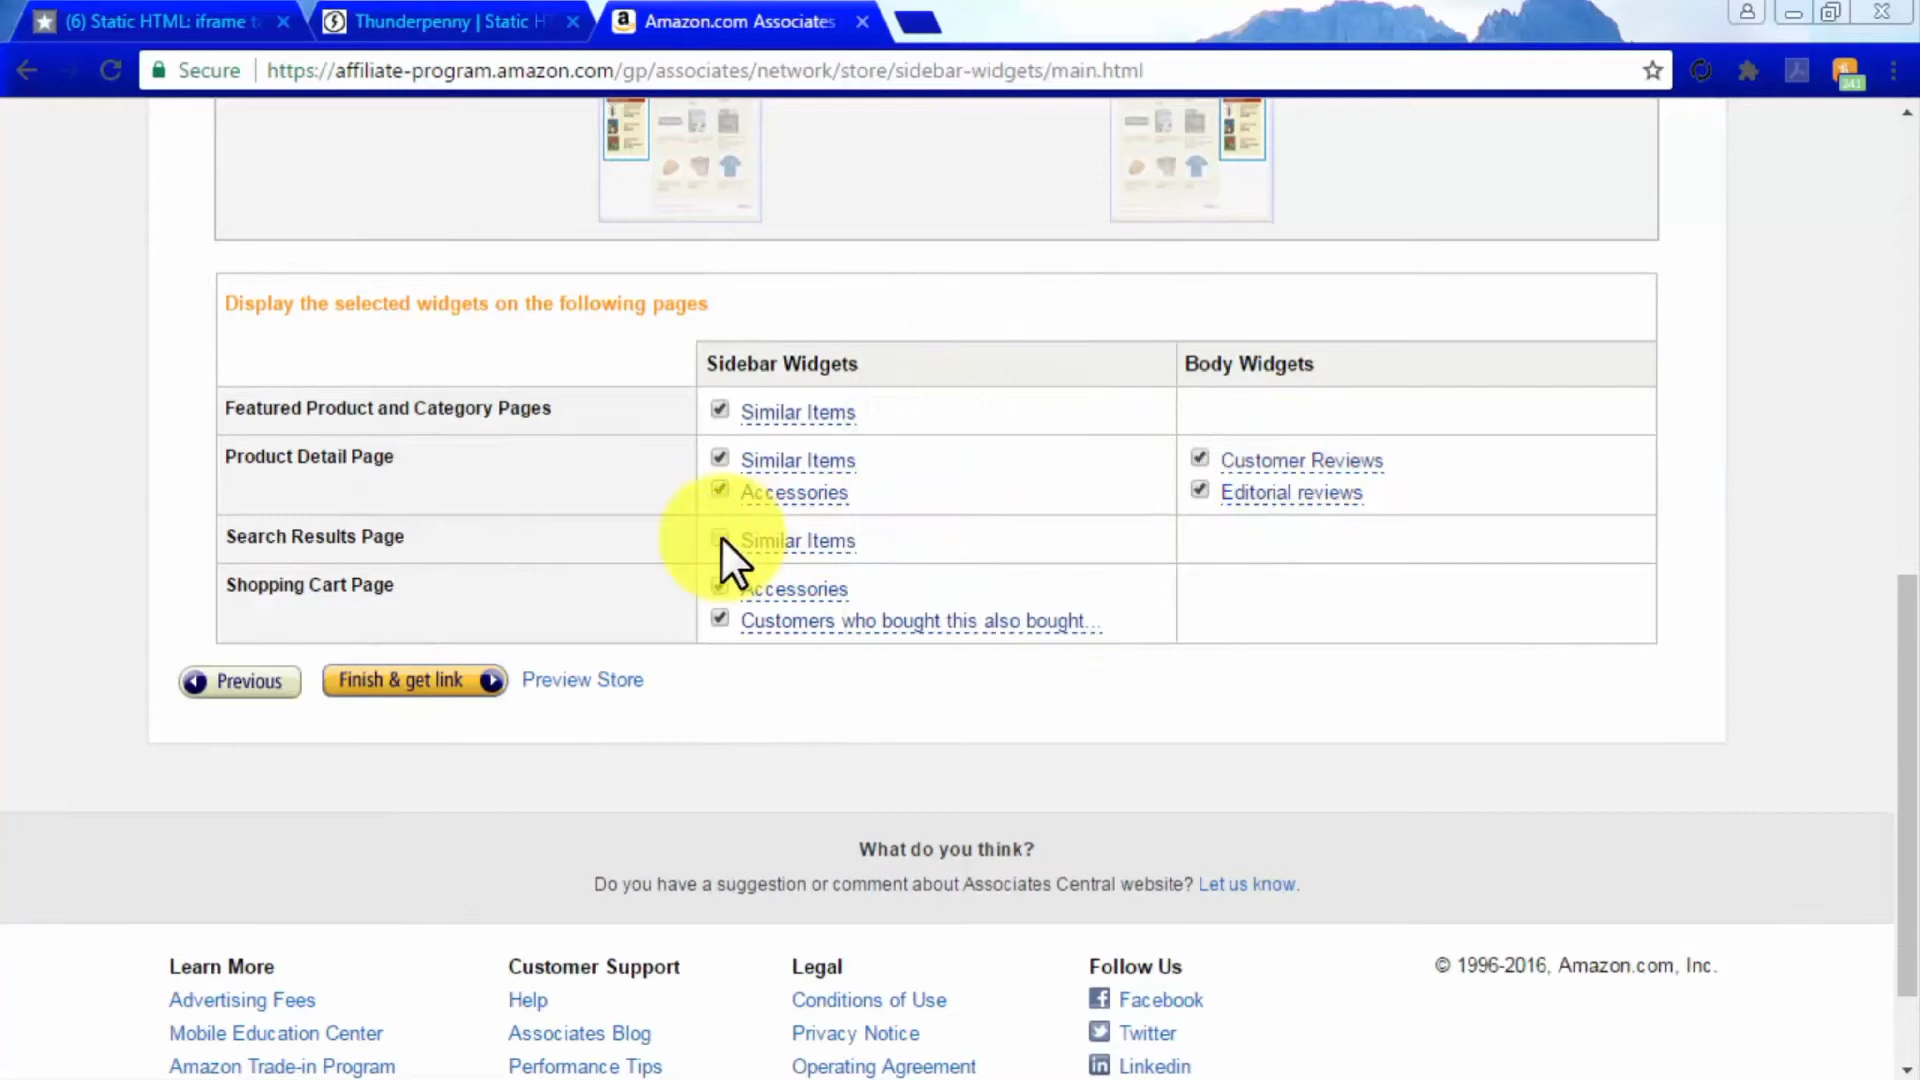 (6) Static HTML: iframe t
Thunderpenny | Static H
Amazon.com Associates
Secure https://affiliate-program.amazon.com/gp/associates/network/store/sidebar-widgets/main.html
241
Display the selected widgets on the following pages
Sidebar Widgets Body Widgets
Featured Product and Category Pages Similar Items
Product Detail Page Similar Items Customer Reviews
Accessories Editorial reviews
Search Results Page Similar Items
Shopping Cart Page Accessories
Customers who bought this also bought...
Previous Finish & get link Preview Store
What do you think?
Do you have a suggestion or comment about Associates Central website? Let us know.
Learn More Customer Support Legal Follow Us © 1996-2016, Amazon.com, Inc.
Advertising Fees Help Conditions of Use Facebook
Mobile Education Center Associates Blog Privacy Notice Twitter
Amazon Trade-in Program Performance Tips Operating Agreement Linkedin